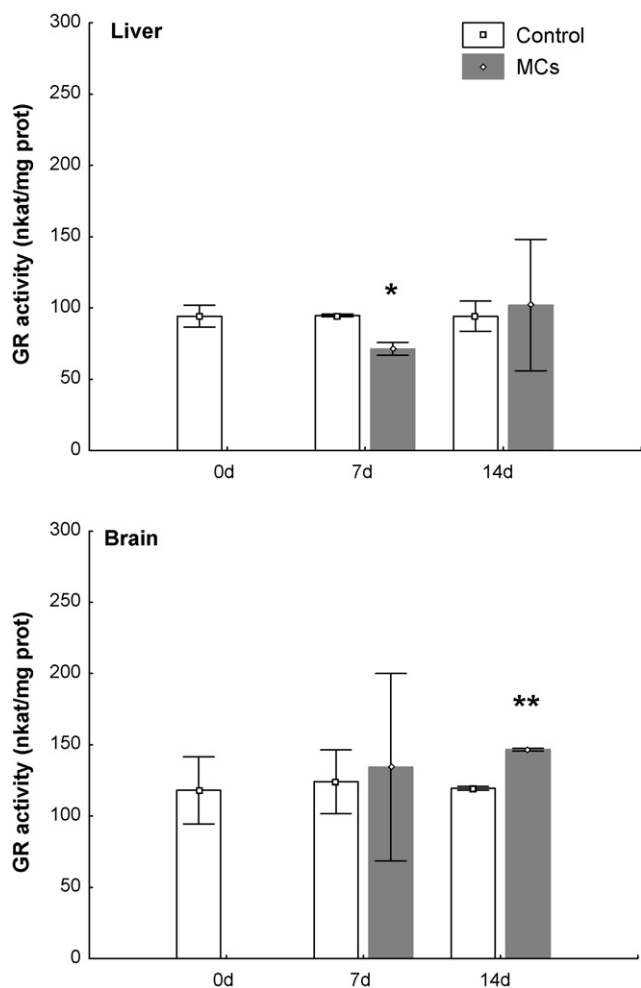 Liver
Control
MCs
GR activity (nkat/mg prot)
300
250
200
150
100
50
0
*
0d 7d 14d
Brain
GR activity (nkat/mg prot)
300
250
200
150
100
50
0
**
0d 7d 14d